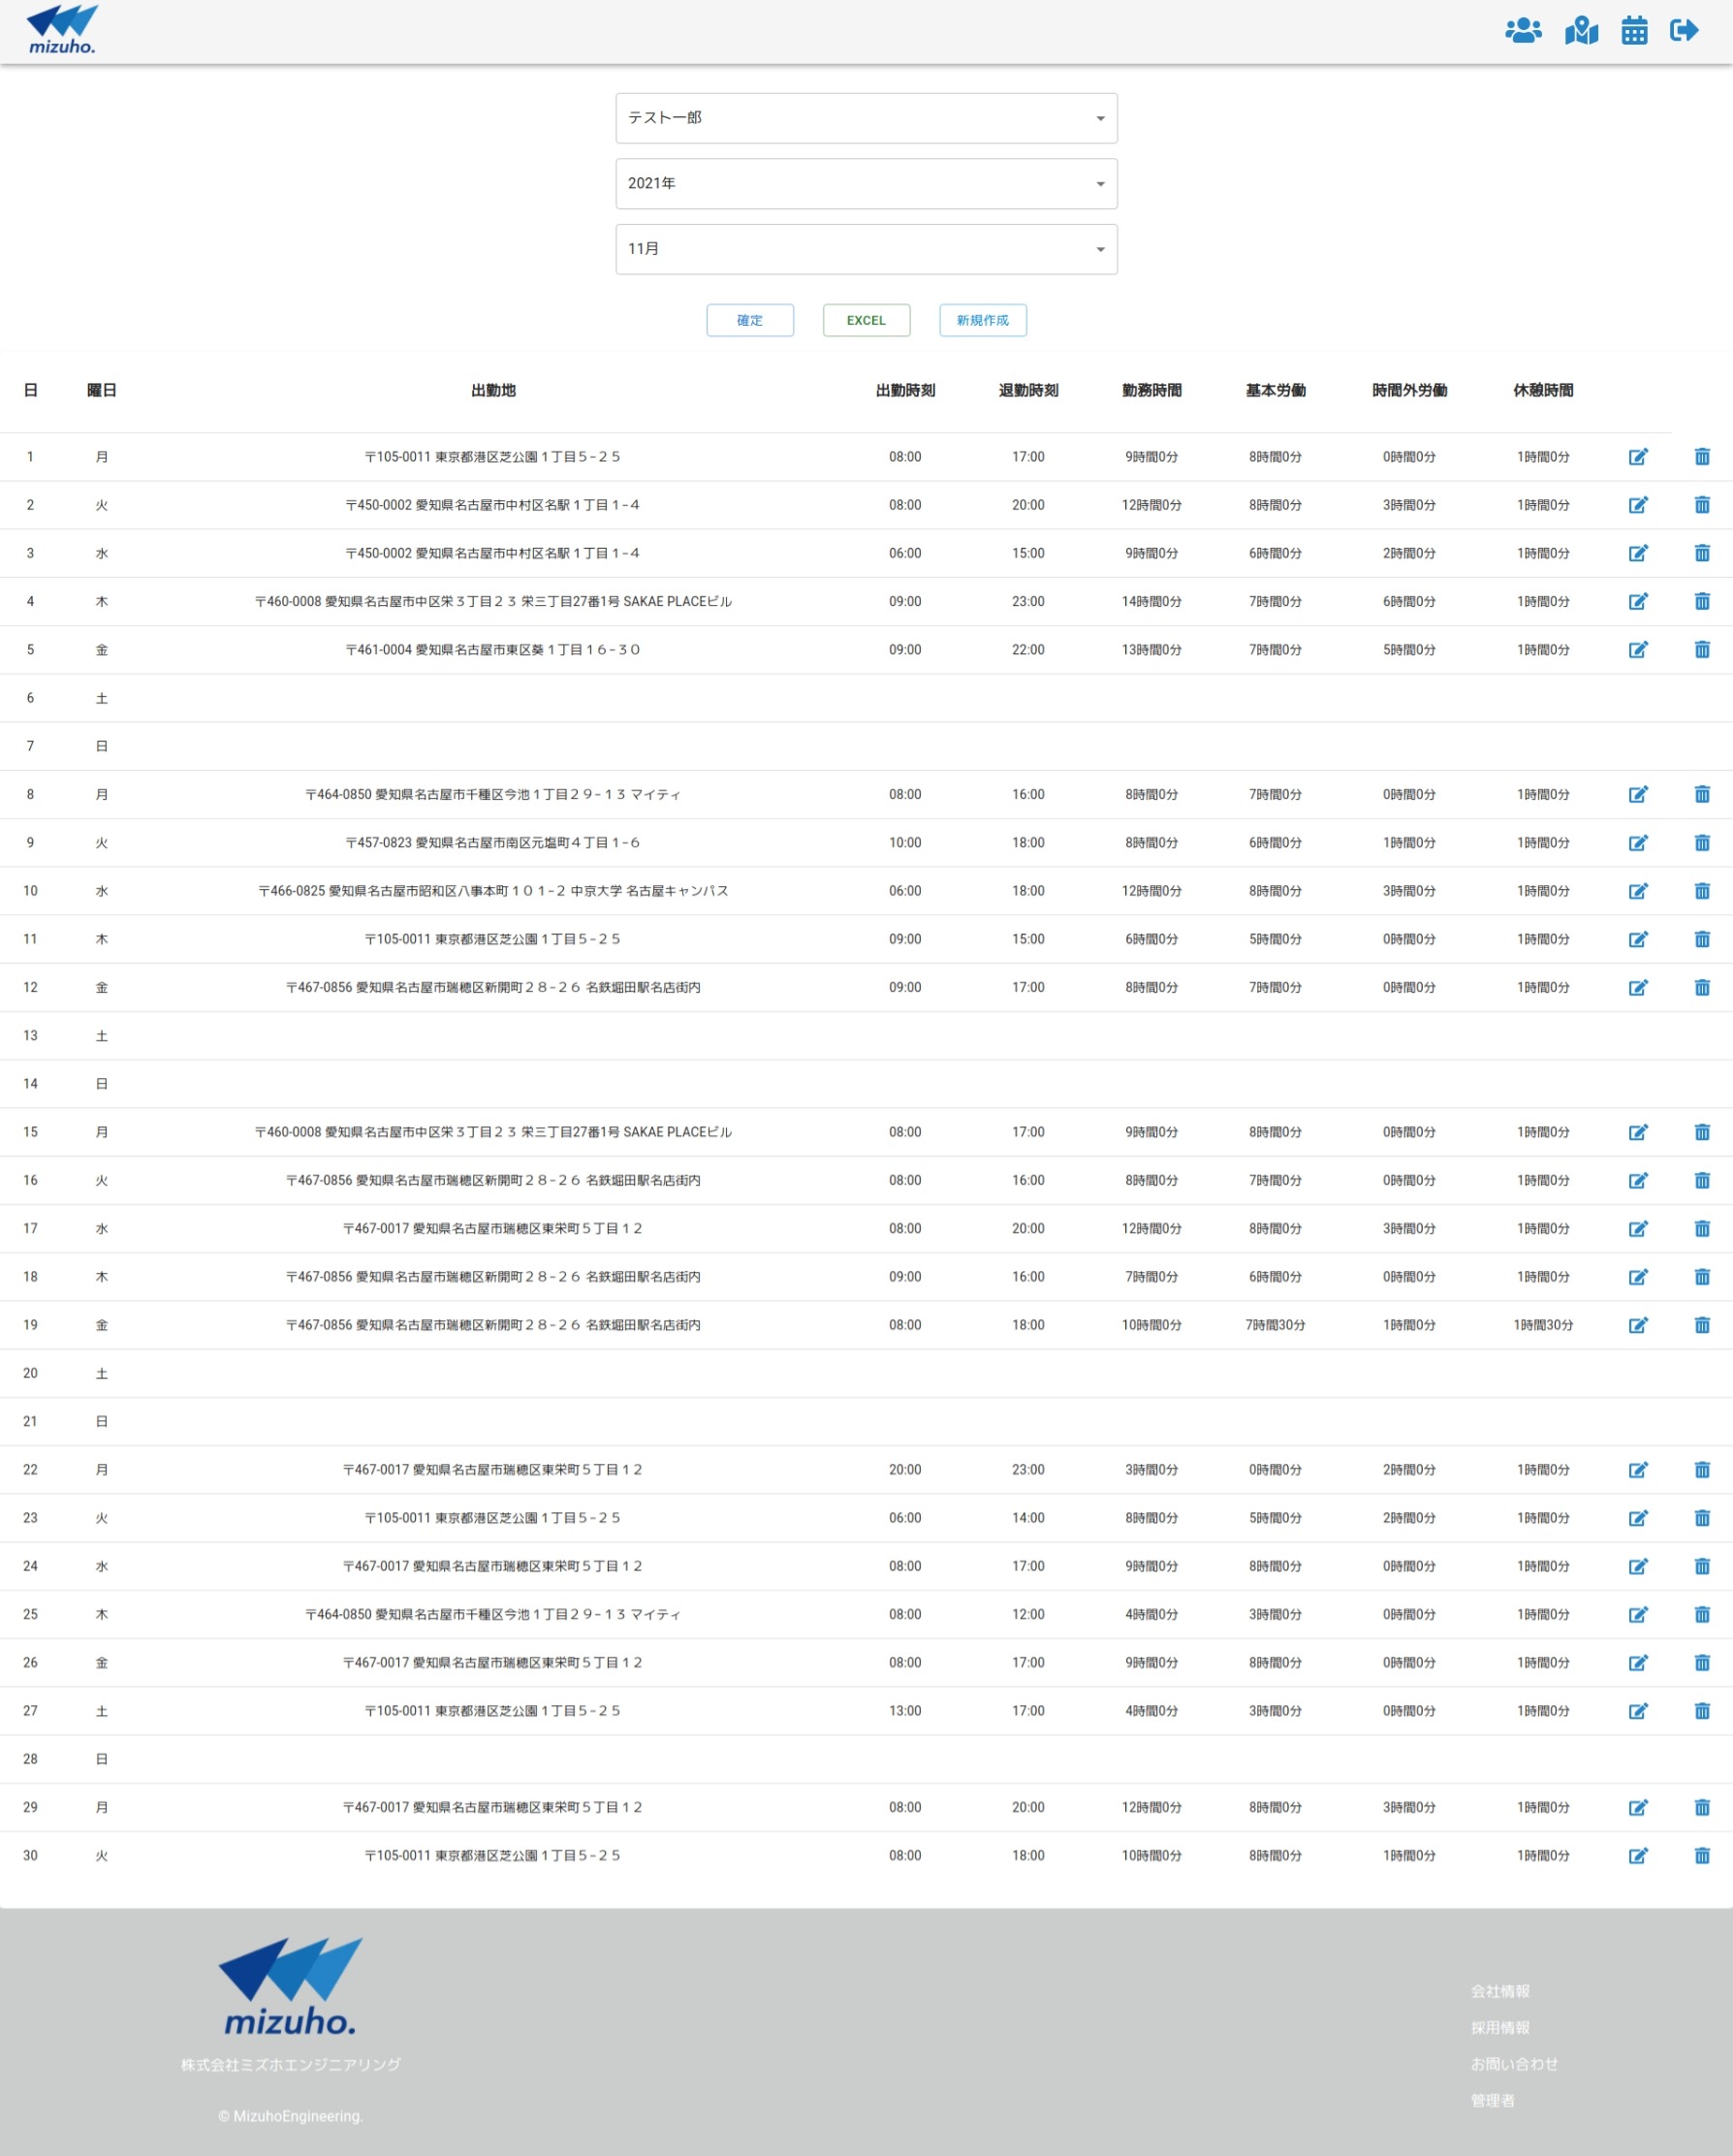 mizuho.
テスト一郎
2021年
11月
確定 EXCEL 新規作成
日 曜日 出勤地 出勤時刻 退勤時刻 勤務時間 基本労働 時間外労働 休憩時間
1 月 〒105-0011 東京都港区芝公園１丁目５−２５ 08:00 17:00 9時間0分 8時間0分 0時間0分 1時間0分
2 火 〒450-0002 愛知県名古屋市中村区名駅１丁目１−４ 08:00 20:00 12時間0分 8時間0分 3時間0分 1時間0分
3 水 〒450-0002 愛知県名古屋市中村区名駅１丁目１−４ 06:00 15:00 9時間0分 6時間0分 2時間0分 1時間0分
4 木 〒460-0008 愛知県名古屋市中区栄３丁目２３ 栄三丁目27番1号 SAKAE PLACEビル 09:00 23:00 14時間0分 7時間0分 6時間0分 1時間0分
5 金 〒461-0004 愛知県名古屋市東区葵１丁目１６−３０ 09:00 22:00 13時間0分 7時間0分 5時間0分 1時間0分
6 土
7 日
8 月 〒464-0850 愛知県名古屋市千種区今池１丁目２９−１３ マイティ 08:00 16:00 8時間0分 7時間0分 0時間0分 1時間0分
9 火 〒457-0823 愛知県名古屋市南区元塩町４丁目１−６ 10:00 18:00 8時間0分 6時間0分 1時間0分 1時間0分
10 水 〒466-0825 愛知県名古屋市昭和区八事本町１０１−２ 中京大学 名古屋キャンパス 06:00 18:00 12時間0分 8時間0分 3時間0分 1時間0分
11 木 〒105-0011 東京都港区芝公園１丁目５−２５ 09:00 15:00 6時間0分 5時間0分 0時間0分 1時間0分
12 金 〒467-0856 愛知県名古屋市瑞穂区新開町２８−２６ 名鉄堀田駅名店街内 09:00 17:00 8時間0分 7時間0分 0時間0分 1時間0分
13 土
14 日
15 月 〒460-0008 愛知県名古屋市中区栄３丁目２３ 栄三丁目27番1号 SAKAE PLACEビル 08:00 17:00 9時間0分 8時間0分 0時間0分 1時間0分
16 火 〒467-0856 愛知県名古屋市瑞穂区新開町２８−２６ 名鉄堀田駅名店街内 08:00 16:00 8時間0分 7時間0分 0時間0分 1時間0分
17 水 〒467-0017 愛知県名古屋市瑞穂区東栄町５丁目１２ 08:00 20:00 12時間0分 8時間0分 3時間0分 1時間0分
18 木 〒467-0856 愛知県名古屋市瑞穂区新開町２８−２６ 名鉄堀田駅名店街内 09:00 16:00 7時間0分 6時間0分 0時間0分 1時間0分
19 金 〒467-0856 愛知県名古屋市瑞穂区新開町２８−２６ 名鉄堀田駅名店街内 08:00 18:00 10時間0分 7時間30分 1時間0分 1時間30分
20 土
21 日
22 月 〒467-0017 愛知県名古屋市瑞穂区東栄町５丁目１２ 20:00 23:00 3時間0分 0時間0分 2時間0分 1時間0分
23 火 〒105-0011 東京都港区芝公園１丁目５−２５ 06:00 14:00 8時間0分 5時間0分 2時間0分 1時間0分
24 水 〒467-0017 愛知県名古屋市瑞穂区東栄町５丁目１２ 08:00 17:00 9時間0分 8時間0分 0時間0分 1時間0分
25 木 〒464-0850 愛知県名古屋市千種区今池１丁目２９−１３ マイティ 08:00 12:00 4時間0分 3時間0分 0時間0分 1時間0分
26 金 〒467-0017 愛知県名古屋市瑞穂区東栄町５丁目１２ 08:00 17:00 9時間0分 8時間0分 0時間0分 1時間0分
27 土 〒105-0011 東京都港区芝公園１丁目５−２５ 13:00 17:00 4時間0分 3時間0分 0時間0分 1時間0分
28 日
29 月 〒467-0017 愛知県名古屋市瑞穂区東栄町５丁目１２ 08:00 20:00 12時間0分 8時間0分 3時間0分 1時間0分
30 火 〒105-0011 東京都港区芝公園１丁目５−２５ 08:00 18:00 10時間0分 8時間0分 1時間0分 1時間0分
mizuho.
株式会社ミズホエンジニアリング
© MizuhoEngineering.
会社情報
採用情報
お問い合わせ
管理者